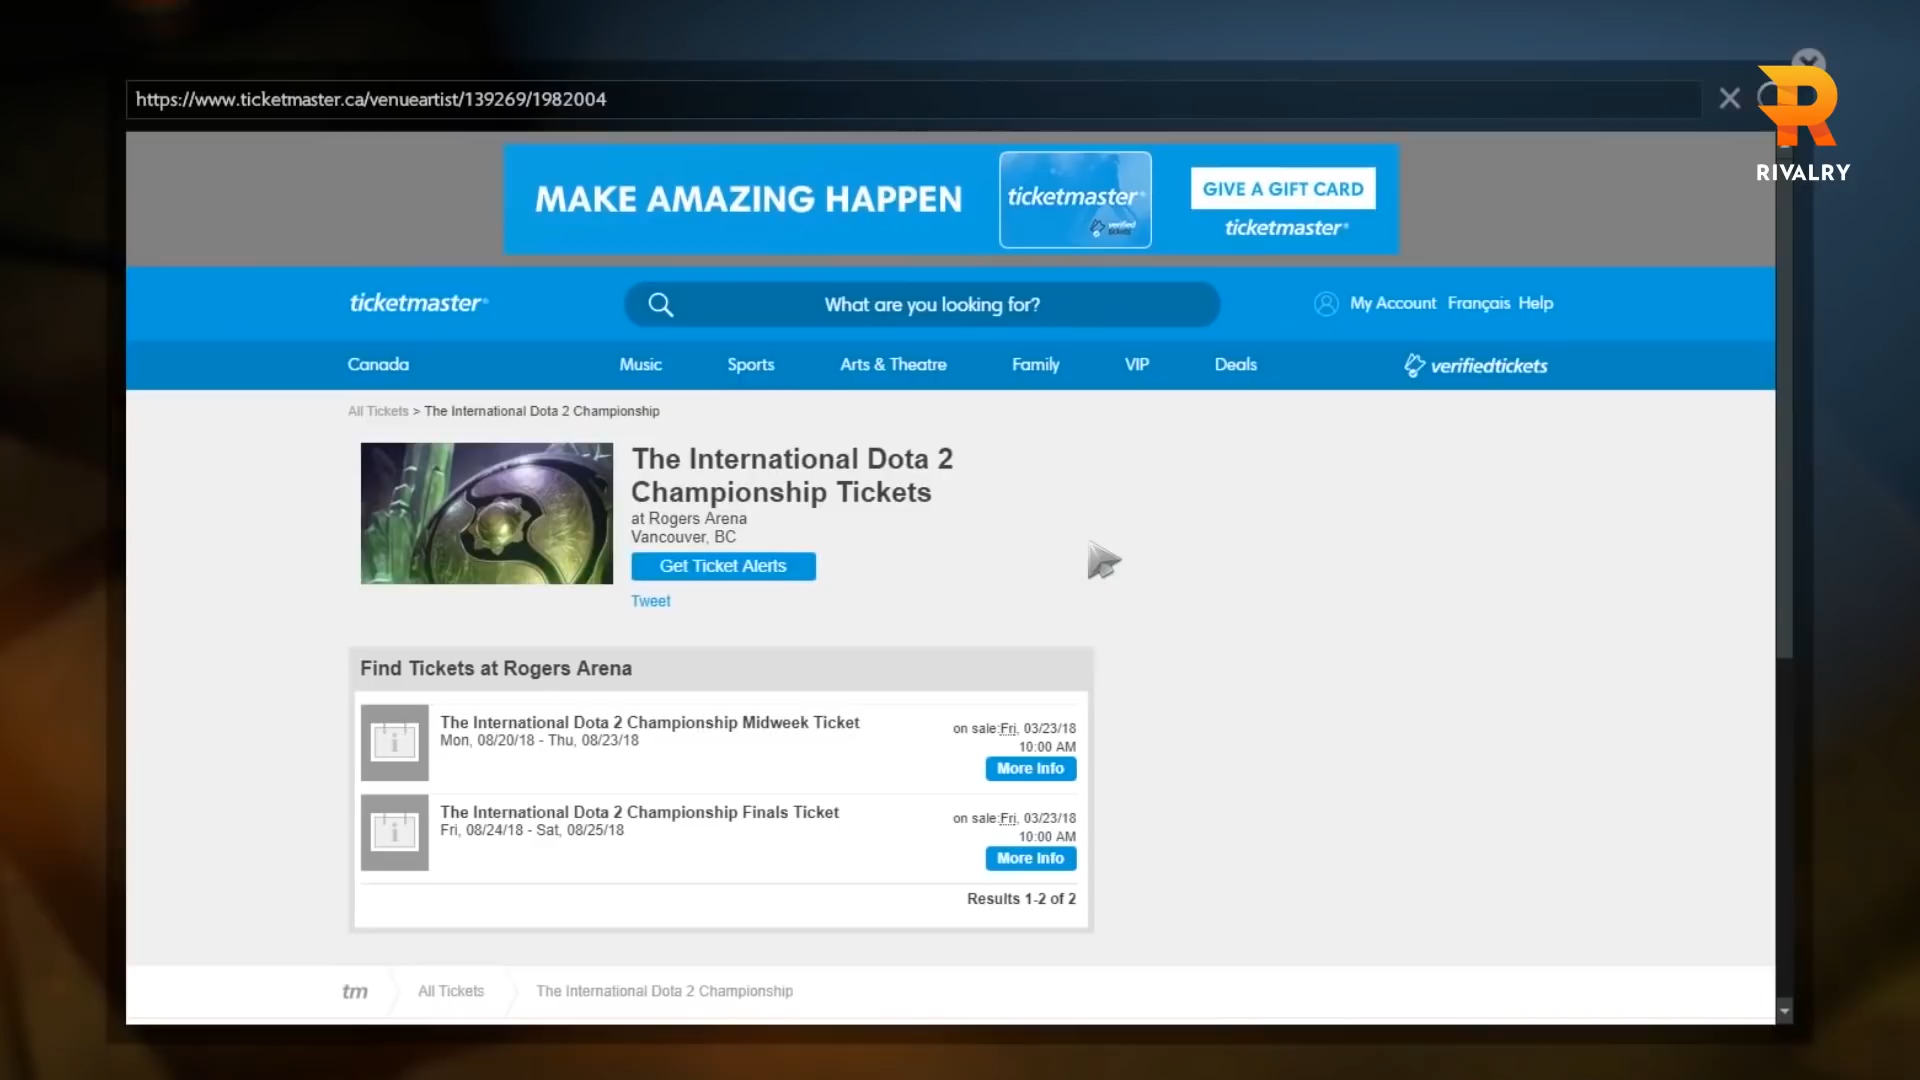 https://www.ticketmaster.ca/venueartist/139269/1982004
RIVALRY
MAKE AMAZING HAPPEN
ticketmaster
verified
tickets
GIVE A GIFT CARD
ticketmaster®
ticketmaster®
What are you looking for?
My Account Français Help
Canada
Music
Sports
Arts & Theatre
Family
VIP
Deals
verifiedtickets
All Tickets > The International Dota 2 Championship
The International Dota 2
Championship Tickets
at Rogers Arena
Vancouver, BC
Get Ticket Alerts
Tweet
Find Tickets at Rogers Arena
The International Dota 2 Championship Midweek Ticket
Mon, 08/20/18 - Thu, 08/23/18
on sale:Fri, 03/23/18
10:00 AM
More Info
The International Dota 2 Championship Finals Ticket
Fri, 08/24/18 - Sat, 08/25/18
on sale:Fri, 03/23/18
10:00 AM
More Info
Results 1-2 of 2
tm
All Tickets
The International Dota 2 Championship